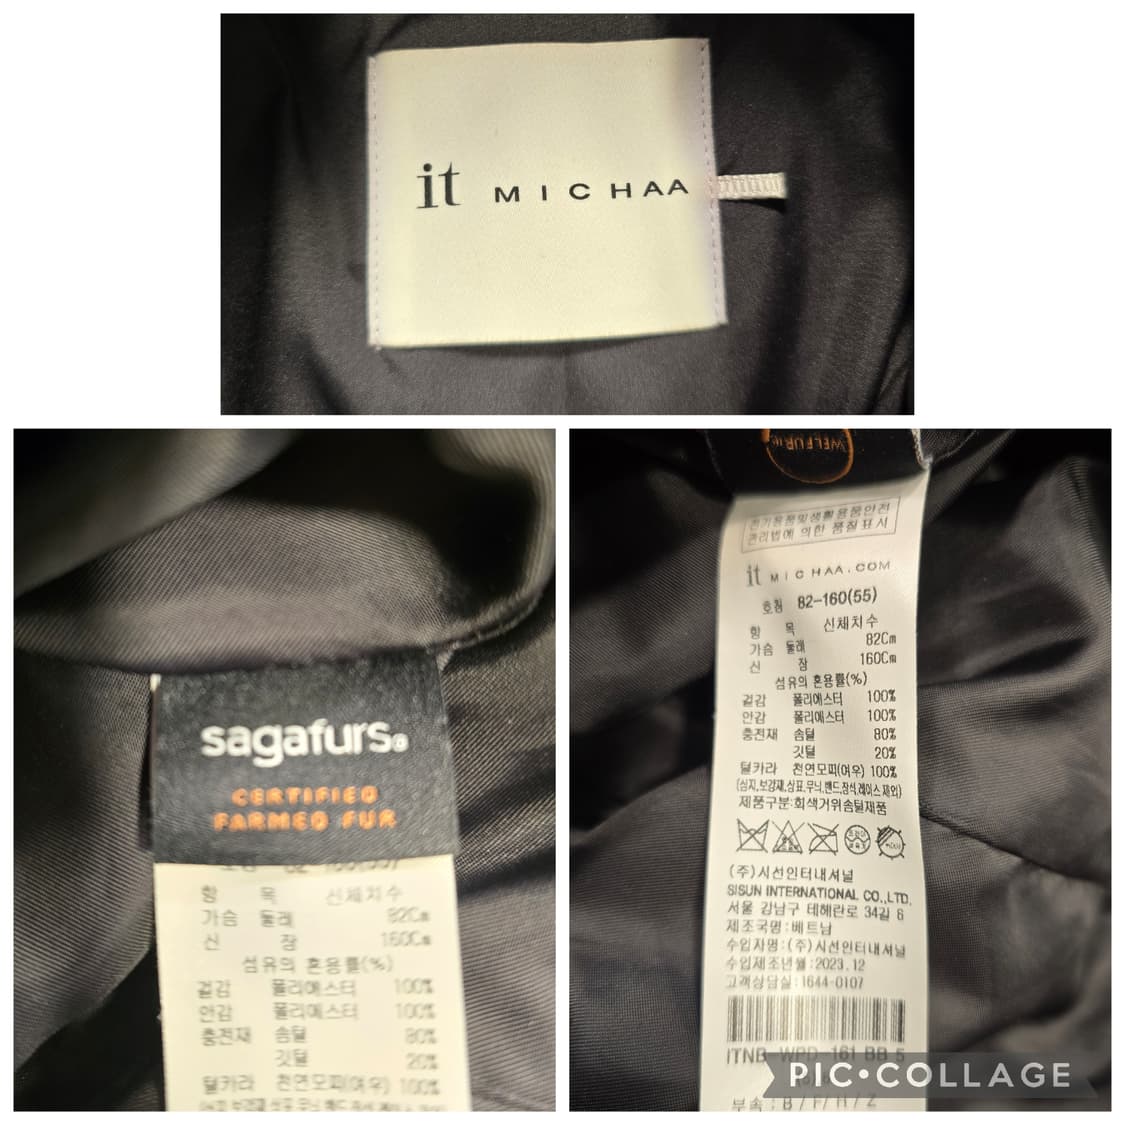 it MICHAA
sagafurs®
CERTIFIED
FARMED FUR
항 목 신체치수
가슴 둘레 82Cm
신 장 160Cm
섬유의 혼용률(%)
겉감 폴리에스터 100%
안감 폴리에스터 100%
충전재 솜털 80%
깃털 20%
털카라 천연모피(여우) 100%
WELFUR
전기용품및생활용품안전
관리법에 의한 품질표시
it MICHAA.COM
호칭 82-160(55)
항 목 신체치수
가슴 둘레 82Cm
신 장 160Cm
섬유의 혼용률(%)
겉감 폴리에스터 100%
안감 폴리에스터 100%
충전재 솜털 80%
깃털 20%
털카라 천연모피(여우) 100%
(심지,보강재,상표,무늬,밴드,장석,레이스 제외)
제품구분:회색거위솜털제품
(주)시선인터내셔널
SISUN INTERNATIONAL CO.,LTD.
서울 강남구 테헤란로 34길 6
제조국명:베트남
수입자명:(주)시선인터내셔널
수입제조년월:2023.12
고객상담실:1644-0107
ITNB WPD-161 BB 5
부속: B / F/ H / Z
PIC•COLLAGE